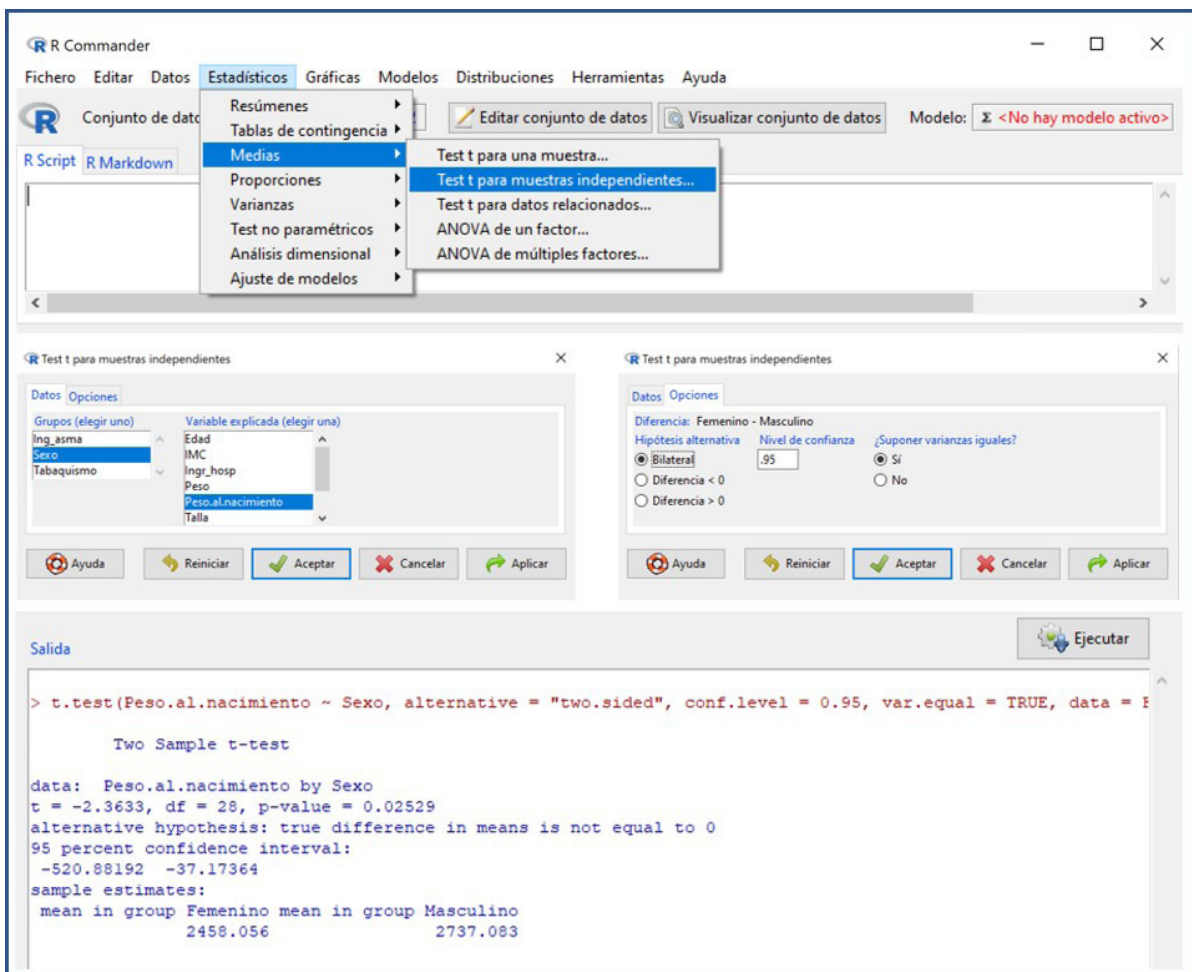 R Commander
Fichero Editar Datos Estadísticos Gráficas Modelos Distribuciones Herramientas Ayuda
Conjunto de datc
Editar conjunto de datos
Visualizar conjunto de datos
Modelo: Σ <No hay modelo activo>
Resúmenes
Tablas de contingencia
Medias
Proporciones
Varianzas
Test no paramétricos
Análisis dimensional
Ajuste de modelos
Test t para una muestra...
Test t para muestras independientes...
Test t para datos relacionados...
ANOVA de un factor...
ANOVA de múltiples factores...
R Script R Markdown
Test t para muestras independientes
Datos Opciones
Grupos (elegir uno)
Ing_asma
Sexo
Tabaquismo
Variable explicada (elegir una)
Edad
IMC
Ingr_hosp
Peso
Peso.al.nacimiento
Talla
Ayuda Reiniciar Aceptar Cancelar Aplicar
Test t para muestras independientes
Datos Opciones
Diferencia: Femenino - Masculino
Hipótesis alternativa Nivel de confianza ¿Suponer varianzas iguales?
Bilateral .95 Sí
Diferencia < 0 No
Diferencia > 0
Ayuda Reiniciar Aceptar Cancelar Aplicar
Salida
Ejecutar
> t.test(Peso.al.nacimiento ~ Sexo, alternative = "two.sided", conf.level = 0.95, var.equal = TRUE, data =
Two Sample t-test
data: Peso.al.nacimiento by Sexo
t = -2.3633, df = 28, p-value = 0.02529
alternative hypothesis: true difference in means is not equal to 0
95 percent confidence interval:
-520.88192 -37.17364
sample estimates:
mean in group Femenino mean in group Masculino
2458.056 2737.083